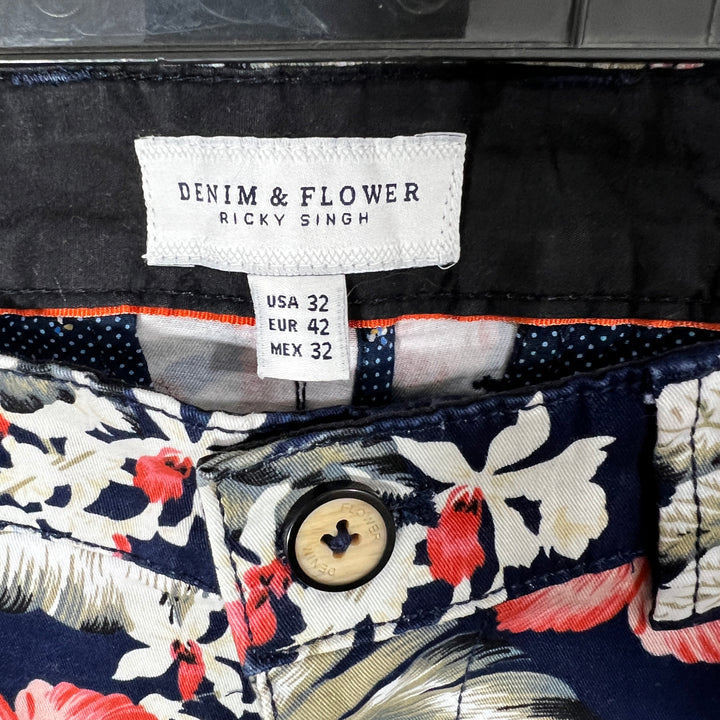 DENIM & FLOWER
RICKY SINGH
USA 32
EUR 42
MEX 32
FLOWER
DENIM